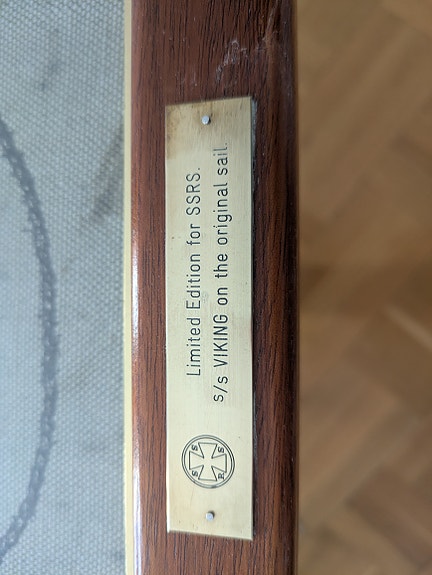 Limited Edition for SSRS.
s/s VIKING on the original sail.
S S
S R